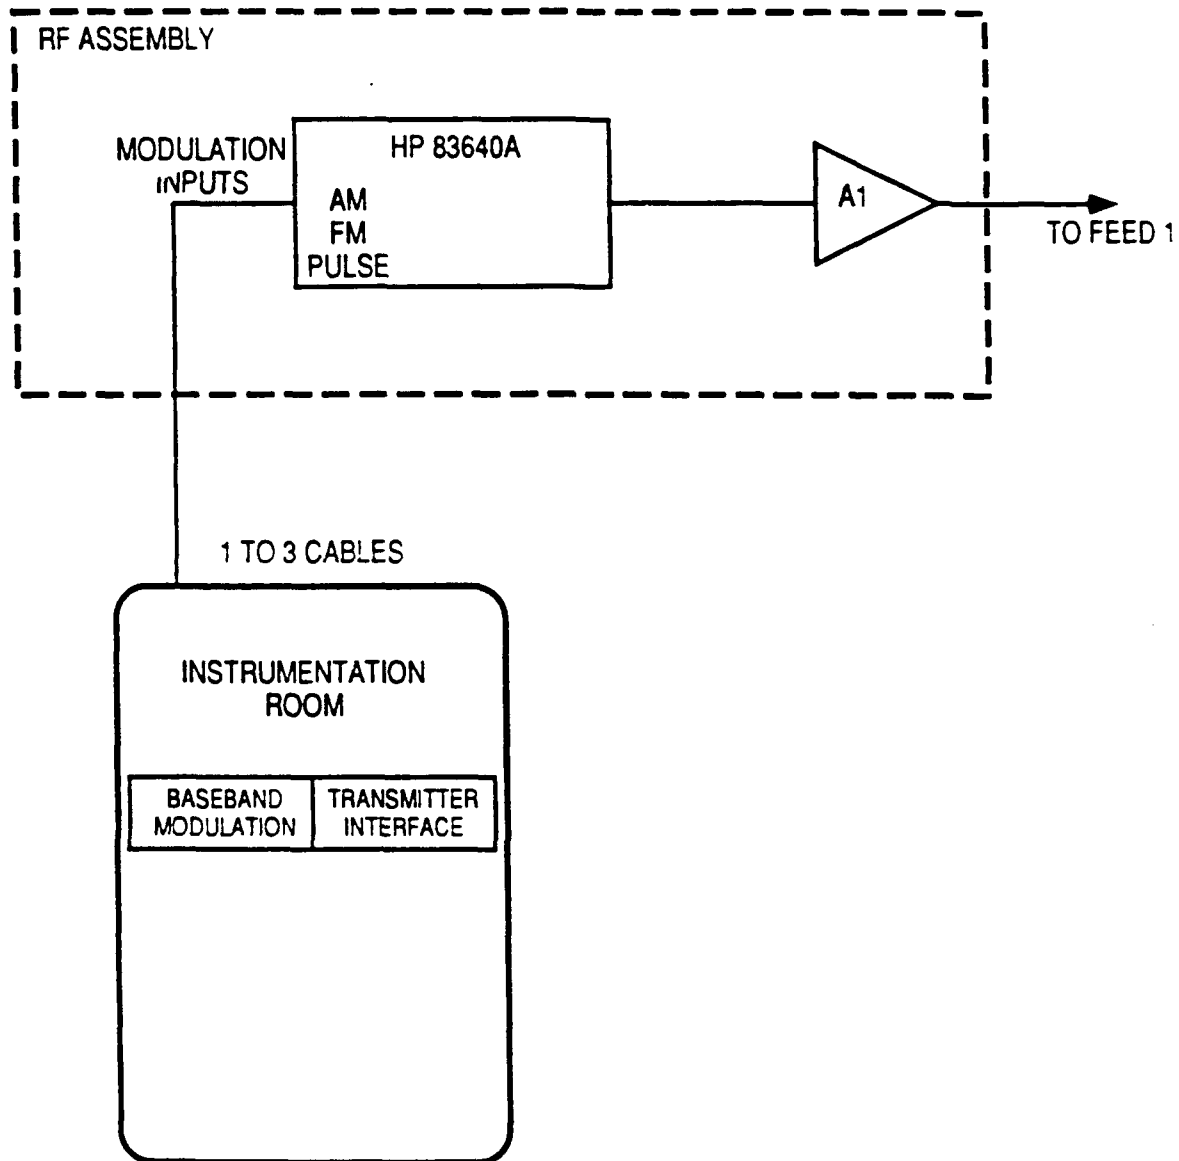 RF ASSEMBLY
MODULATION
INPUTS
HP 83640A
AM
FM
PULSE
A1
TO FEED 1
1 TO 3 CABLES
INSTRUMENTATION
ROOM
BASEBAND
MODULATION
TRANSMITTER
INTERFACE